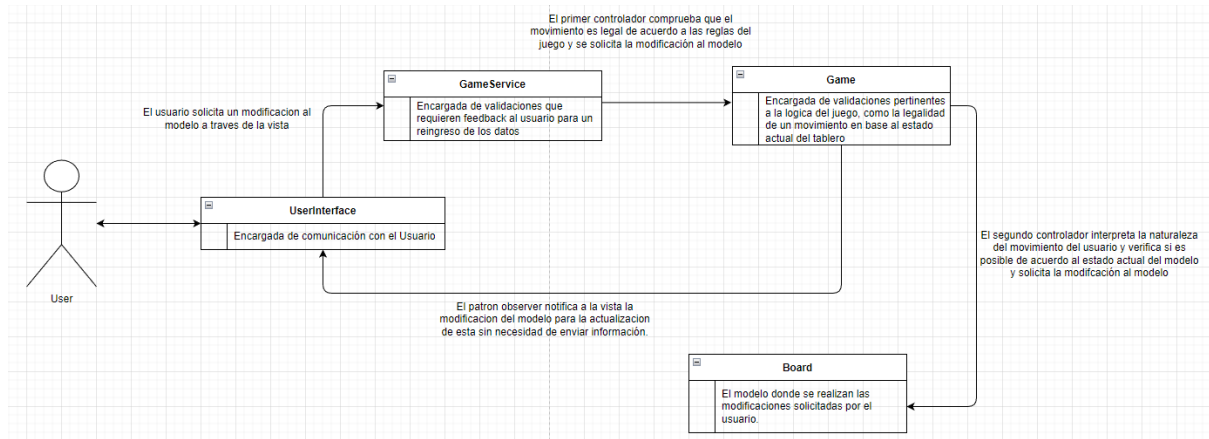 El primer controlador comprueba que el
movimiento es legal de acuerdo a las reglas del
juego y se solicita la modificación al modelo
GameService
Encargada de validaciones que
requieren feedback al usuario para un
reingreso de los datos
Game
Encargada de validaciones pertinentes
a la logica del juego, como la legalidad
de un movimiento en base al estado
actual del tablero
El usuario solicita un modificacion al
modelo a traves de la vista
UserInterface
Encargada de comunicación con el Usuario
User
El segundo controlador interpreta la naturaleza
del movimiento del usuario y verifica si es
posible de acuerdo al estado actual del modelo
y solicita la modifcación al modelo
El patron observer notifica a la vista la
modificacion del modelo para la actualizacion
de esta sin necesidad de enviar información.
Board
El modelo donde se realizan las
modificaciones solicitadas por el
usuario.